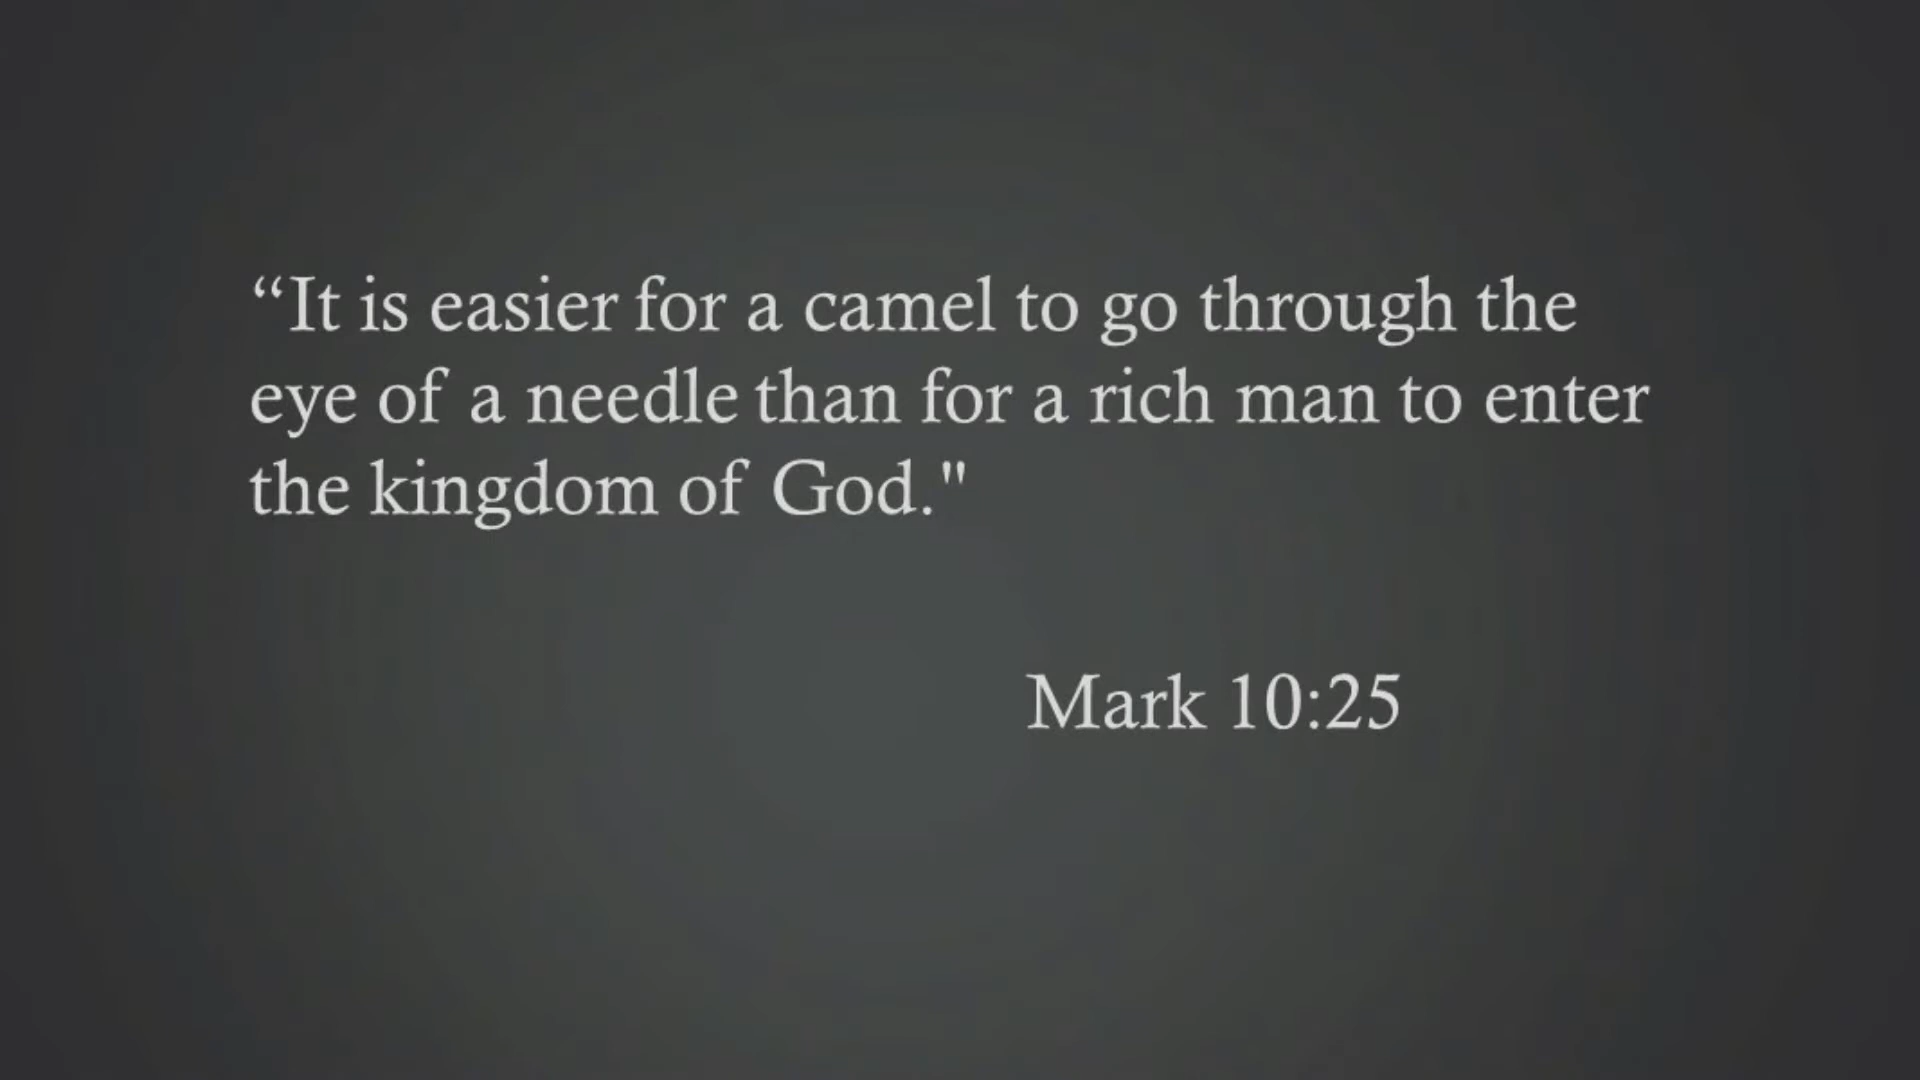 “It is easier for a camel to go through the
eye of a needle than for a rich man to enter
the kingdom of God."
Mark 10:25